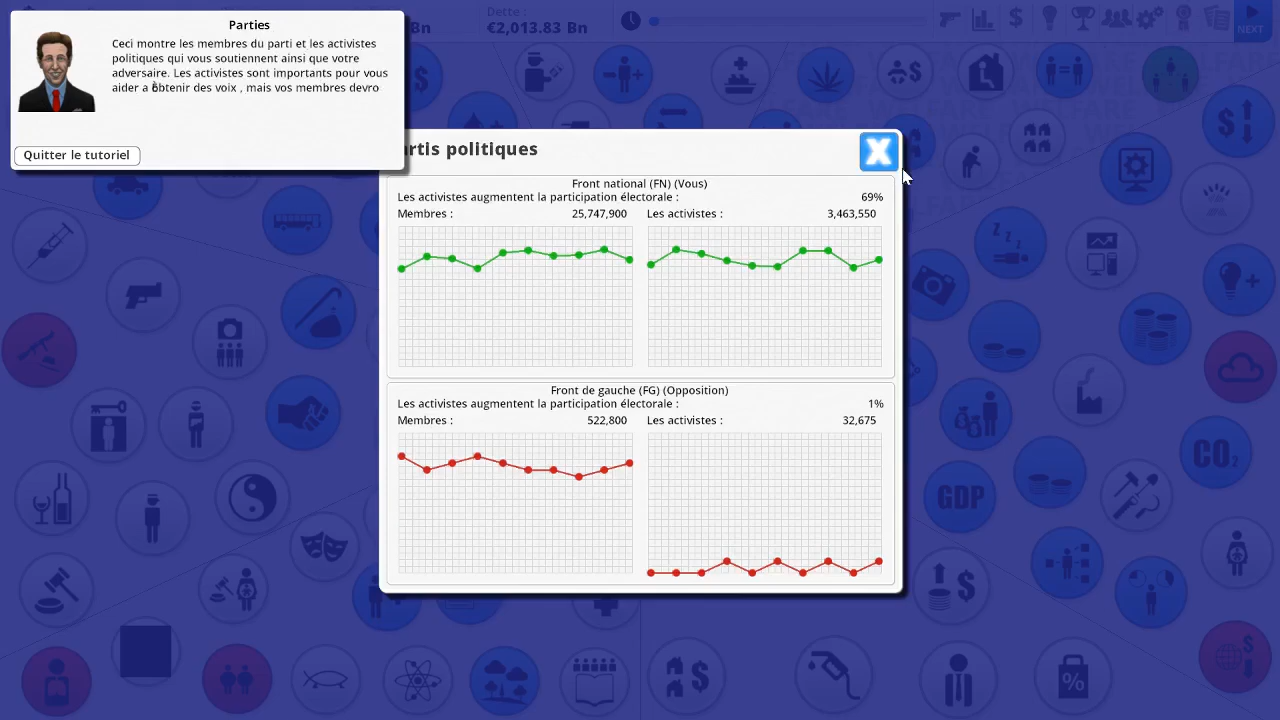 Parties
Ceci montre les membres du parti et les activistes
politiques qui vous soutiennent ainsi que votre
adversaire. Les activistes sont importants pour vous
aider a obtenir des voix , mais vos membres devro
Quitter le tutoriel
Bn
Dette :
€2,013.83 Bn
NEXT
rtis politiques
X
Front national (FN) (Vous)
Les activistes augmentent la participation électorale : 69%
Membres : 25,747,900 Les activistes : 3,463,550
Front de gauche (FG) (Opposition)
Les activistes augmentent la participation électorale : 1%
Membres : 522,800 Les activistes : 32,675
GDP
CO₂